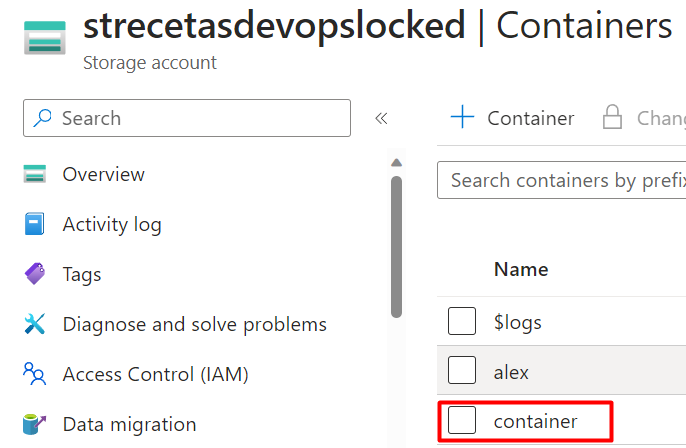 strecetasdevopslocked | Containers
Storage account
Search
Container
Chang
Overview
Search containers by prefix
Activity log
Tags
Name
Diagnose and solve problems
$logs
Access Control (IAM)
alex
Data migration
container